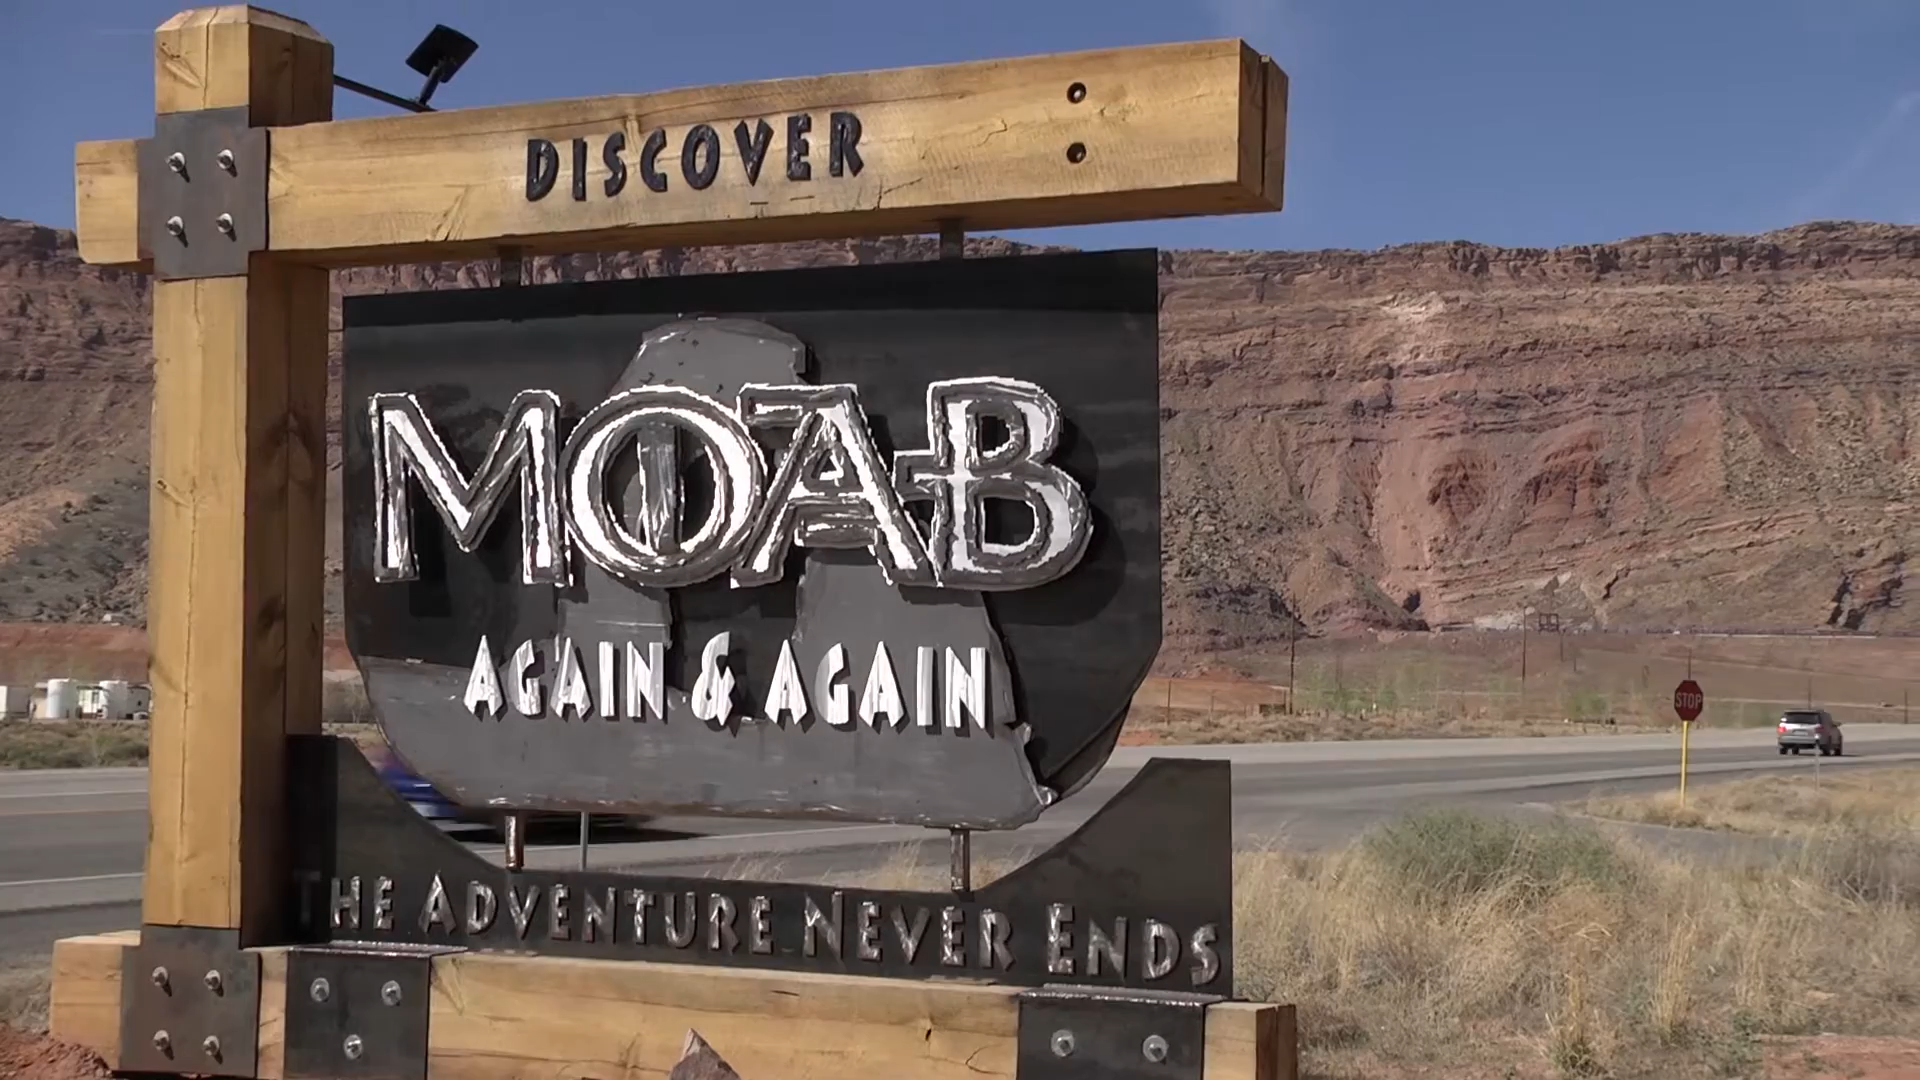 DISCOVER
MOAB
AGAIN & AGAIN
THE ADVENTURE NEVER ENDS
STOP